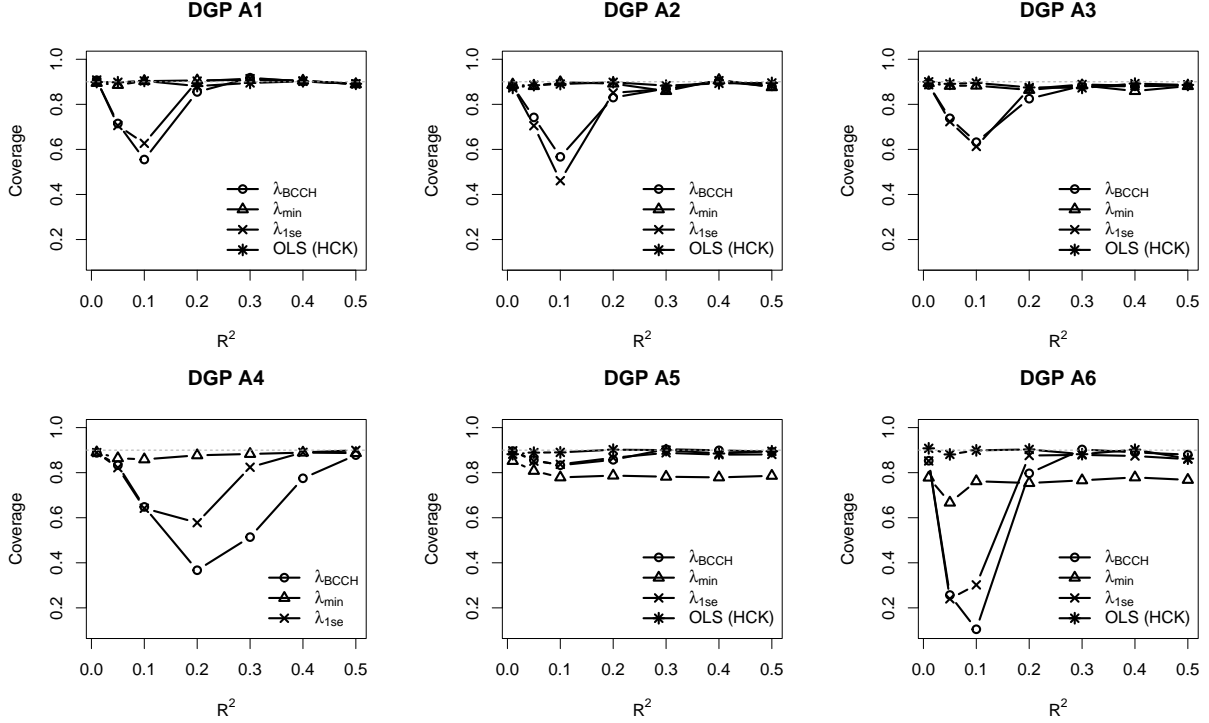 DGP A1
DGP A2
DGP A3
Coverage
1.0
0.8
0.6
0.4
0.2
λBCCH
λmin
λ1se
OLS (HCK)
0.0 0.1 0.2 0.3 0.4 0.5
R²
Coverage
1.0
0.8
0.6
0.4
0.2
λBCCH
λmin
λ1se
OLS (HCK)
0.0 0.1 0.2 0.3 0.4 0.5
R²
Coverage
1.0
0.8
0.6
0.4
0.2
λBCCH
λmin
λ1se
OLS (HCK)
0.0 0.1 0.2 0.3 0.4 0.5
R²
DGP A4
DGP A5
DGP A6
Coverage
1.0
0.8
0.6
0.4
0.2
λBCCH
λmin
λ1se
0.0 0.1 0.2 0.3 0.4 0.5
R²
Coverage
1.0
0.8
0.6
0.4
0.2
λBCCH
λmin
λ1se
OLS (HCK)
0.0 0.1 0.2 0.3 0.4 0.5
R²
Coverage
1.0
0.8
0.6
0.4
0.2
λBCCH
λmin
λ1se
OLS (HCK)
0.0 0.1 0.2 0.3 0.4 0.5
R²